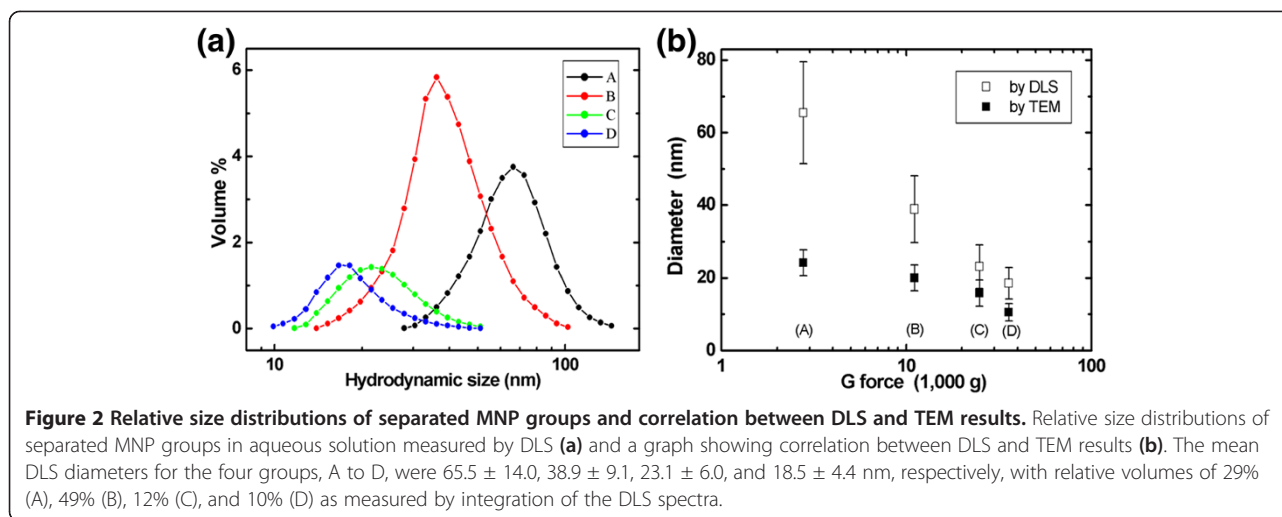 (a)
6
4
2
0
Volume %
A
B
C
D
10
100
Hydrodynamic size (nm)
(b)
80
60
40
20
0
Diameter (nm)
by DLS
by TEM
(A)
(B)
(C)
(D)
1
10
100
G force (1,000 g)
Figure 2 Relative size distributions of separated MNP groups and correlation between DLS and TEM results. Relative size distributions of
separated MNP groups in aqueous solution measured by DLS (a) and a graph showing correlation between DLS and TEM results (b). The mean
DLS diameters for the four groups, A to D, were 65.5 ± 14.0, 38.9 ± 9.1, 23.1 ± 6.0, and 18.5 ± 4.4 nm, respectively, with relative volumes of 29%
(A), 49% (B), 12% (C), and 10% (D) as measured by integration of the DLS spectra.